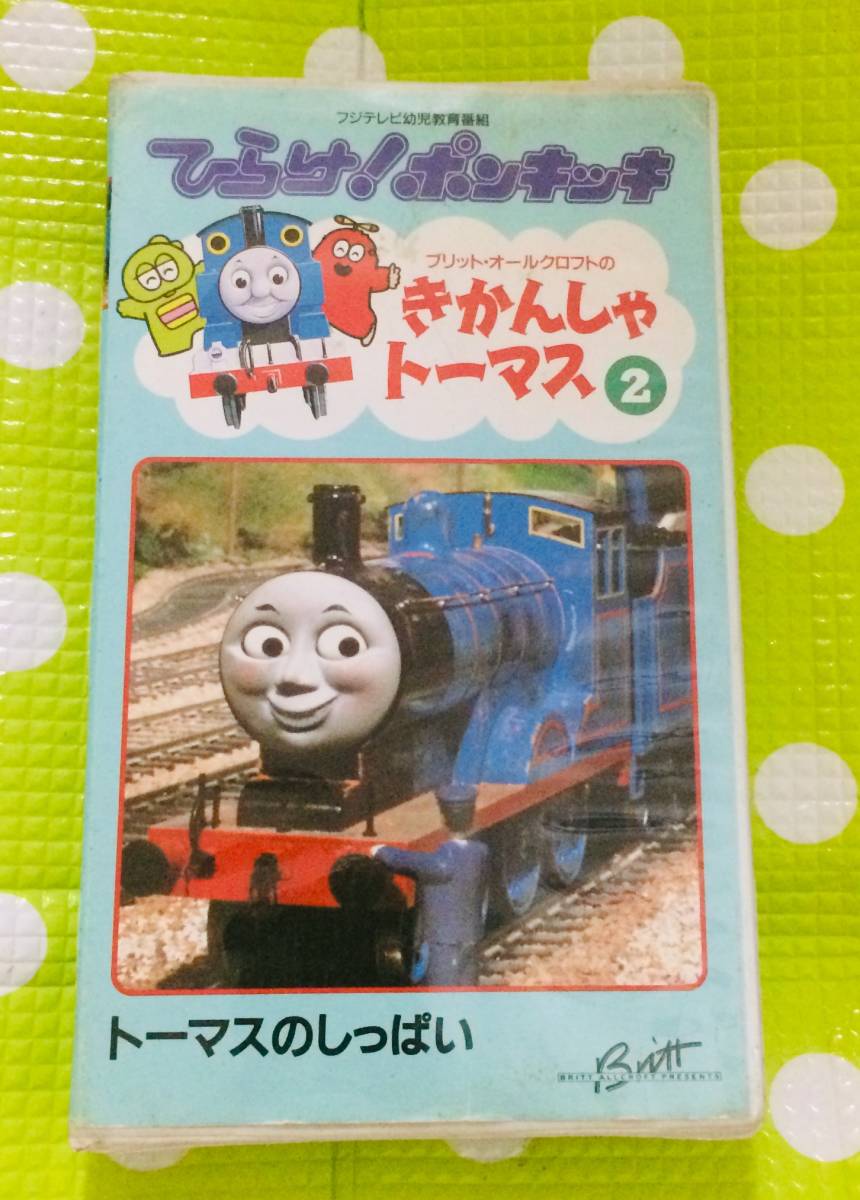 フジテレビ幼児教育番組
ひらけ!ポンキッキ
ブリット・オールクロフトの
きかんしゃ
トーマス 2
トーマスのしっぱい
Britt
BRITT ALLCROFT PRESENTS